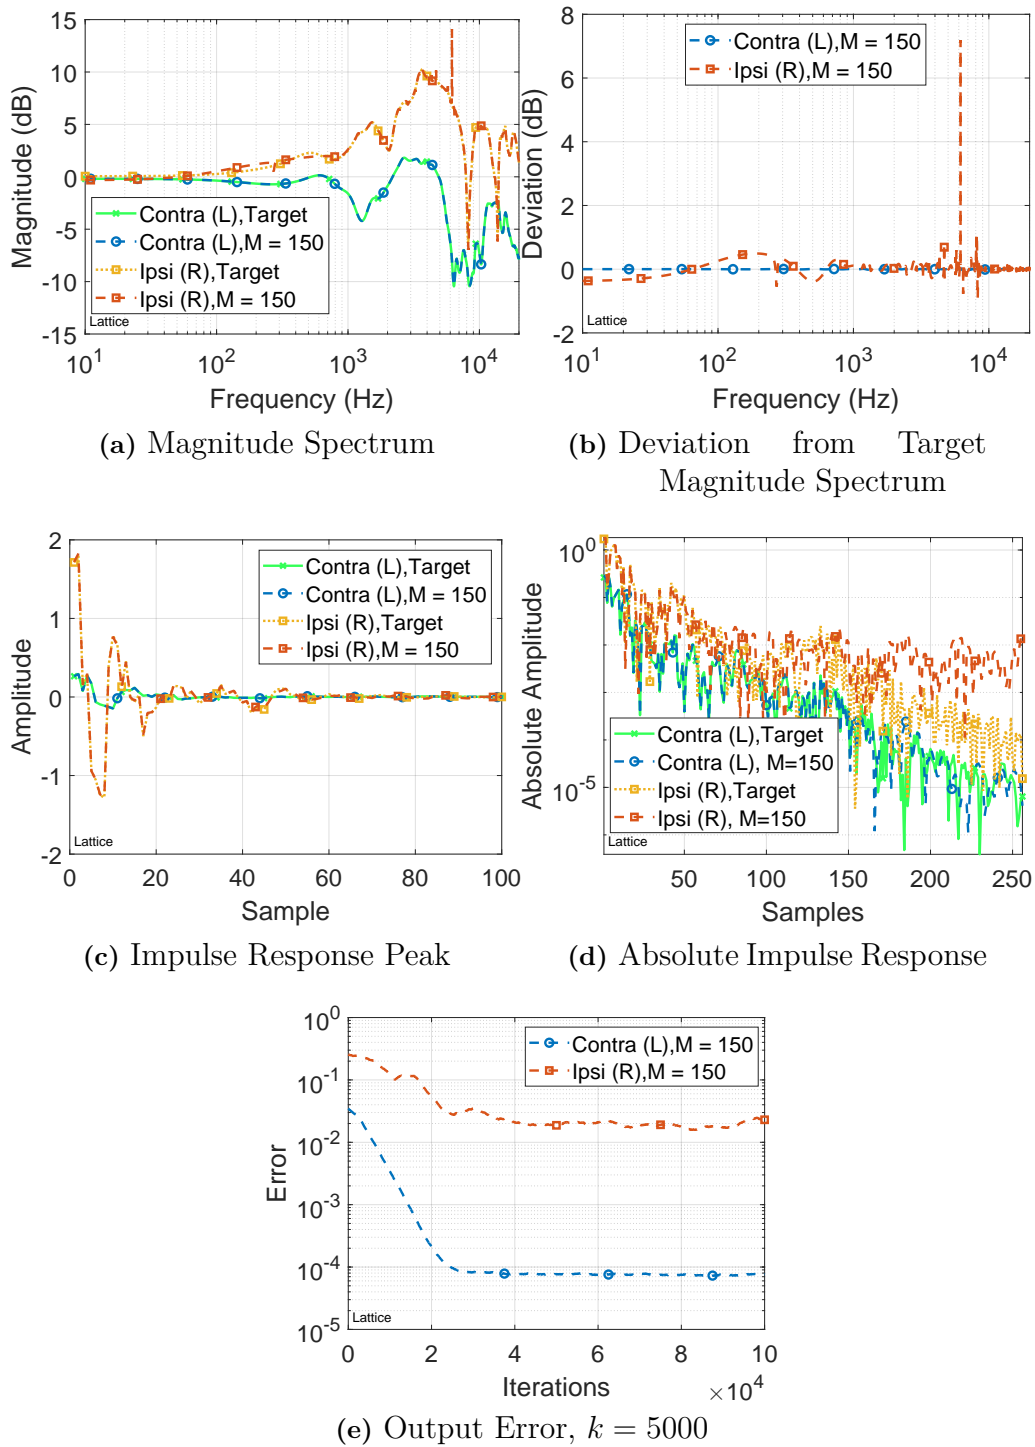 15
10
5
0
-5
-10
-15
Magnitude (dB)
Contra (L),Target
Contra (L),M = 150
Ipsi (R),Target
Ipsi (R),M = 150
Lattice
10^1
10^2
10^3
10^4
Frequency (Hz)
(a) Magnitude Spectrum
8
6
4
2
0
-2
Deviation (dB)
Contra (L),M = 150
Ipsi (R),M = 150
Lattice
10^1
10^2
10^3
10^4
Frequency (Hz)
(b) Deviation from Target
Magnitude Spectrum
2
1
0
-1
-2
Amplitude
Contra (L),Target
Contra (L),M = 150
Ipsi (R),Target
Ipsi (R),M = 150
Lattice
0 20 40 60 80 100
Sample
(c) Impulse Response Peak
10^0
10^-5
Absolute Amplitude
Contra (L),Target
Contra (L), M=150
Ipsi (R),Target
Ipsi (R), M=150
Lattice
50 100 150 200 250
Samples
(d) Absolute Impulse Response
10^0
10^-1
10^-2
10^-3
10^-4
10^-5
Error
Contra (L),M = 150
Ipsi (R),M = 150
Lattice
0 2 4 6 8 10
Iterations ×10^4
(e) Output Error, k = 5000